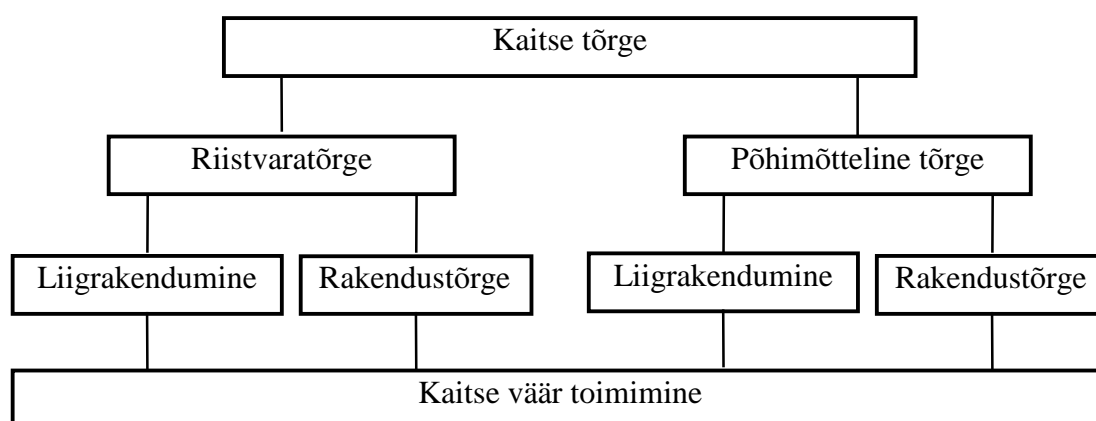 Kaitse tõrge
Riistvaratõrge
Põhimõtteline tõrge
Liigrakendumine
Rakendustõrge
Liigrakendumine
Rakendustõrge
Kaitse väär toimimine